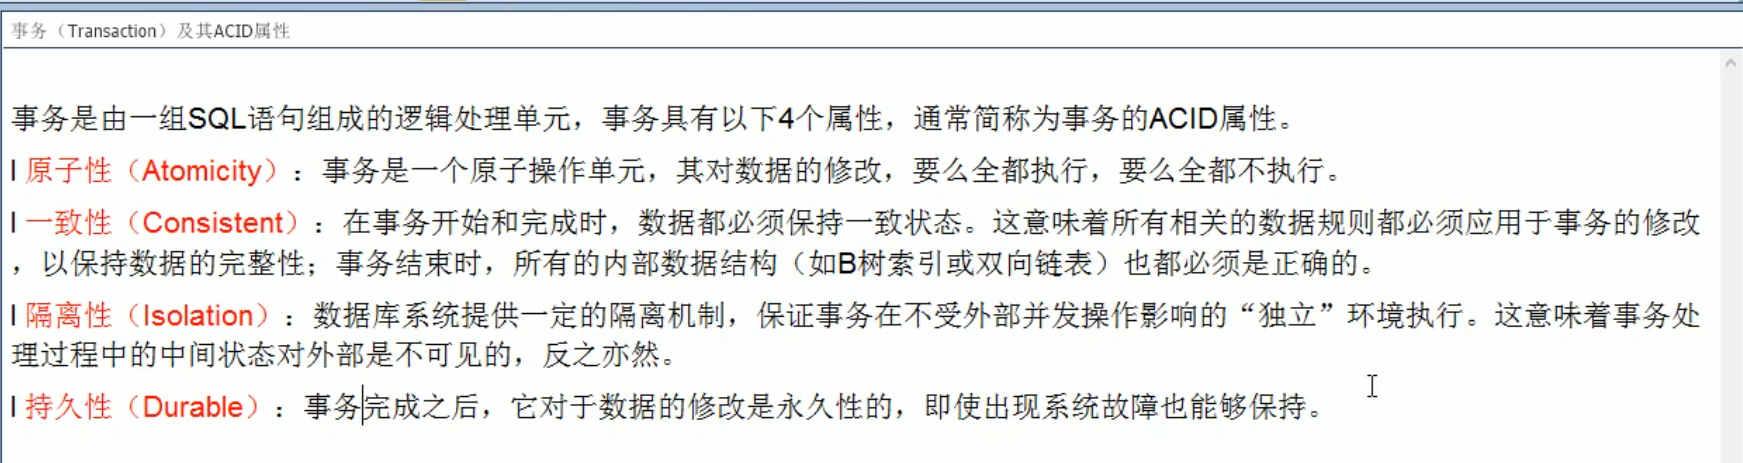 事务（Transaction）及其ACID属性
事务是由一组SQL语句组成的逻辑处理单元，事务具有以下4个属性，通常简称为事务的ACID属性。
l 原子性（Atomicity）：事务是一个原子操作单元，其对数据的修改，要么全都执行，要么全都不执行。
l 一致性（Consistent）：在事务开始和完成时，数据都必须保持一致状态。这意味着所有相关的数据规则都必须应用于事务的修改
，以保持数据的完整性；事务结束时，所有的内部数据结构（如B树索引或双向链表）也都必须是正确的。
l 隔离性（Isolation）：数据库系统提供一定的隔离机制，保证事务在不受外部并发操作影响的“独立”环境执行。这意味着事务处
理过程中的中间状态对外部是不可见的，反之亦然。
l 持久性（Durable）：事务完成之后，它对于数据的修改是永久性的，即使出现系统故障也能够保持。